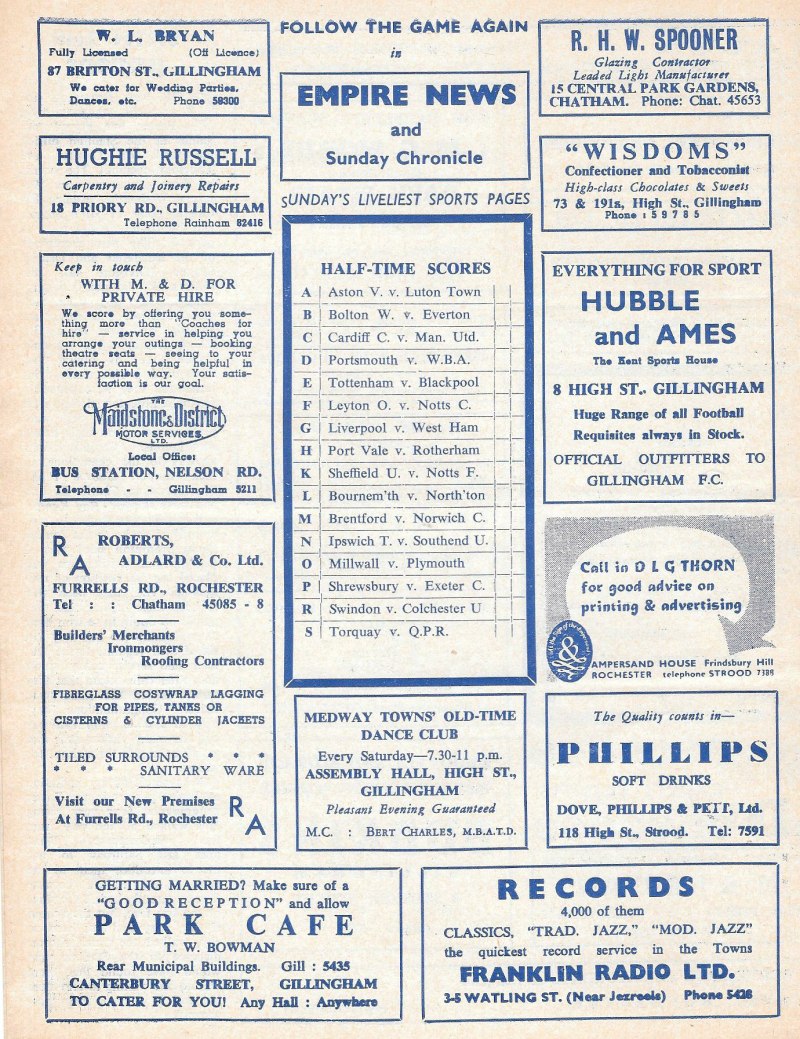 W. L. BRYAN
Fully Licensed (Off Licence)
87 BRITTON ST., GILLINGHAM
We cater for Wedding Parties,
Dances, etc. Phone 58300
HUGHIE RUSSELL
Carpentry and Joinery Repairs
18 PRIORY RD., GILLINGHAM
Telephone Rainham 82416
Keep in touch
WITH M. & D. FOR
PRIVATE HIRE
We score by offering you some-
thing more than "Coaches for
hire" — service in helping you
arrange your outings — booking
theatre seats — seeing to your
catering and being helpful in
every possible way. Your satis-
faction is our goal.
THE
Maidstone & District
MOTOR SERVICES
LTD.
Local Office:
BUS STATION, NELSON RD.
Telephone - - Gillingham 5211
R A
ROBERTS,
ADLARD & Co. Ltd.
FURRELLS RD., ROCHESTER
Tel : : Chatham 45085 - 8
Builders' Merchants
Ironmongers
Roofing Contractors
FIBREGLASS COSYWRAP LAGGING
FOR PIPES, TANKS OR
CISTERNS & CYLINDER JACKETS
TILED SURROUNDS * * *
* * * SANITARY WARE
Visit our New Premises
At Furrells Rd., Rochester
R A
FOLLOW THE GAME AGAIN
in
EMPIRE NEWS
and
Sunday Chronicle
SUNDAY'S LIVELIEST SPORTS PAGES
HALF-TIME SCORES
A Aston V. v. Luton Town
B Bolton W. v. Everton
C Cardiff C. v. Man. Utd.
D Portsmouth v. W.B.A.
E Tottenham v. Blackpool
F Leyton O. v. Notts C.
G Liverpool v. West Ham
H Port Vale v. Rotherham
K Sheffield U. v. Notts F.
L Bournem'th v. North'ton
M Brentford v. Norwich C.
N Ipswich T. v. Southend U.
O Millwall v. Plymouth
P Shrewsbury v. Exeter C.
R Swindon v. Colchester U
S Torquay v. Q.P.R.
MEDWAY TOWNS' OLD-TIME
DANCE CLUB
Every Saturday—7.30-11 p.m.
ASSEMBLY HALL, HIGH ST.,
GILLINGHAM
Pleasant Evening Guaranteed
M.C. : BERT CHARLES, M.B.A.T.D.
R. H. W. SPOONER
Glazing Contractor
Leaded Light Manufacturer
15 CENTRAL PARK GARDENS,
CHATHAM. Phone: Chat. 45653
"WISDOMS"
Confectioner and Tobacconist
High-class Chocolates & Sweets
73 & 191a, High St., Gillingham
Phone : 59785
EVERYTHING FOR SPORT
HUBBLE
and AMES
The Kent Sports House
8 HIGH ST., GILLINGHAM
Huge Range of all Football
Requisites always in Stock.
OFFICIAL OUTFITTERS TO
GILLINGHAM F.C.
Call in D L G THORN
for good advice on
printing & advertising
&
AMPERSAND HOUSE Frindsbury Hill
ROCHESTER telephone STROOD 7388
The Quality counts in—
PHILLIPS
SOFT DRINKS
DOVE, PHILLIPS & PETT, Ltd.
118 High St., Strood. Tel: 7591
GETTING MARRIED? Make sure of a
"GOOD RECEPTION" and allow
PARK CAFE
T. W. BOWMAN
Rear Municipal Buildings. Gill : 5435
CANTERBURY STREET, GILLINGHAM
TO CATER FOR YOU! Any Hall : Anywhere
RECORDS
4,000 of them
CLASSICS, "TRAD. JAZZ," "MOD. JAZZ"
the quickest record service in the Towns
FRANKLIN RADIO LTD.
3-5 WATLING ST. (Near Jezreels) Phone 5428